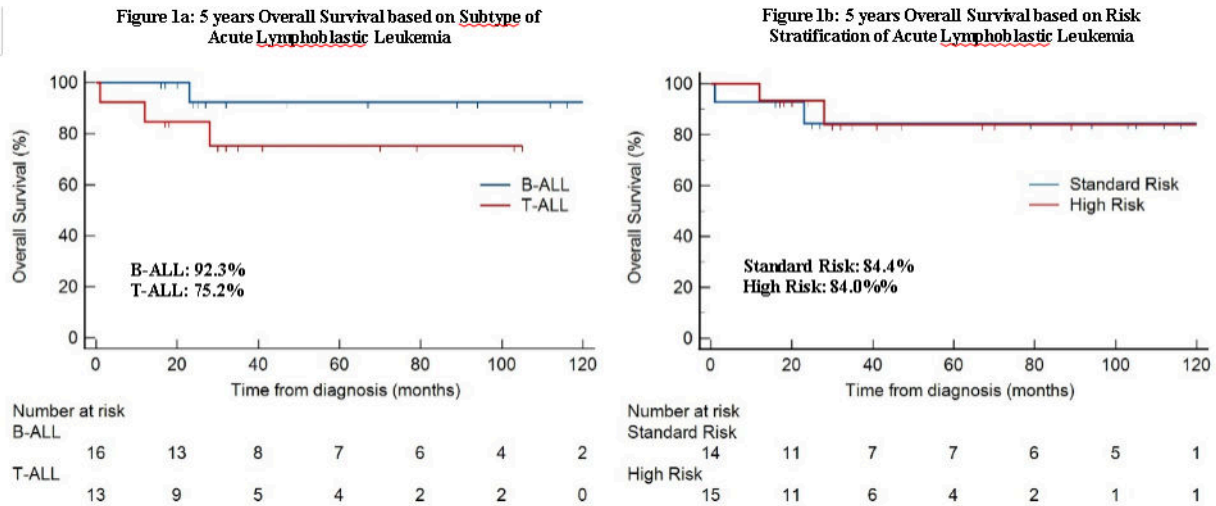 Figure 1a: 5 years Overall Survival based on Subtype of
Acute Lymphoblastic Leukemia
100
80
60
40
20
0
Overall Survival (%)
B-ALL
T-ALL
B-ALL: 92.3%
T-ALL: 75.2%
0 20 40 60 80 100 120
Time from diagnosis (months)
Number at risk
B-ALL
16 13 8 7 6 4 2
T-ALL
13 9 5 4 2 2 0
Figure 1b: 5 years Overall Survival based on Risk
Stratification of Acute Lymphoblastic Leukemia
100
80
60
40
20
0
Overall Survival (%)
Standard Risk
High Risk
Standard Risk: 84.4%
High Risk: 84.0%%
0 20 40 60 80 100 120
Time from diagnosis (months)
Number at risk
Standard Risk
14 11 7 7 6 5 1
High Risk
15 11 6 4 2 1 1